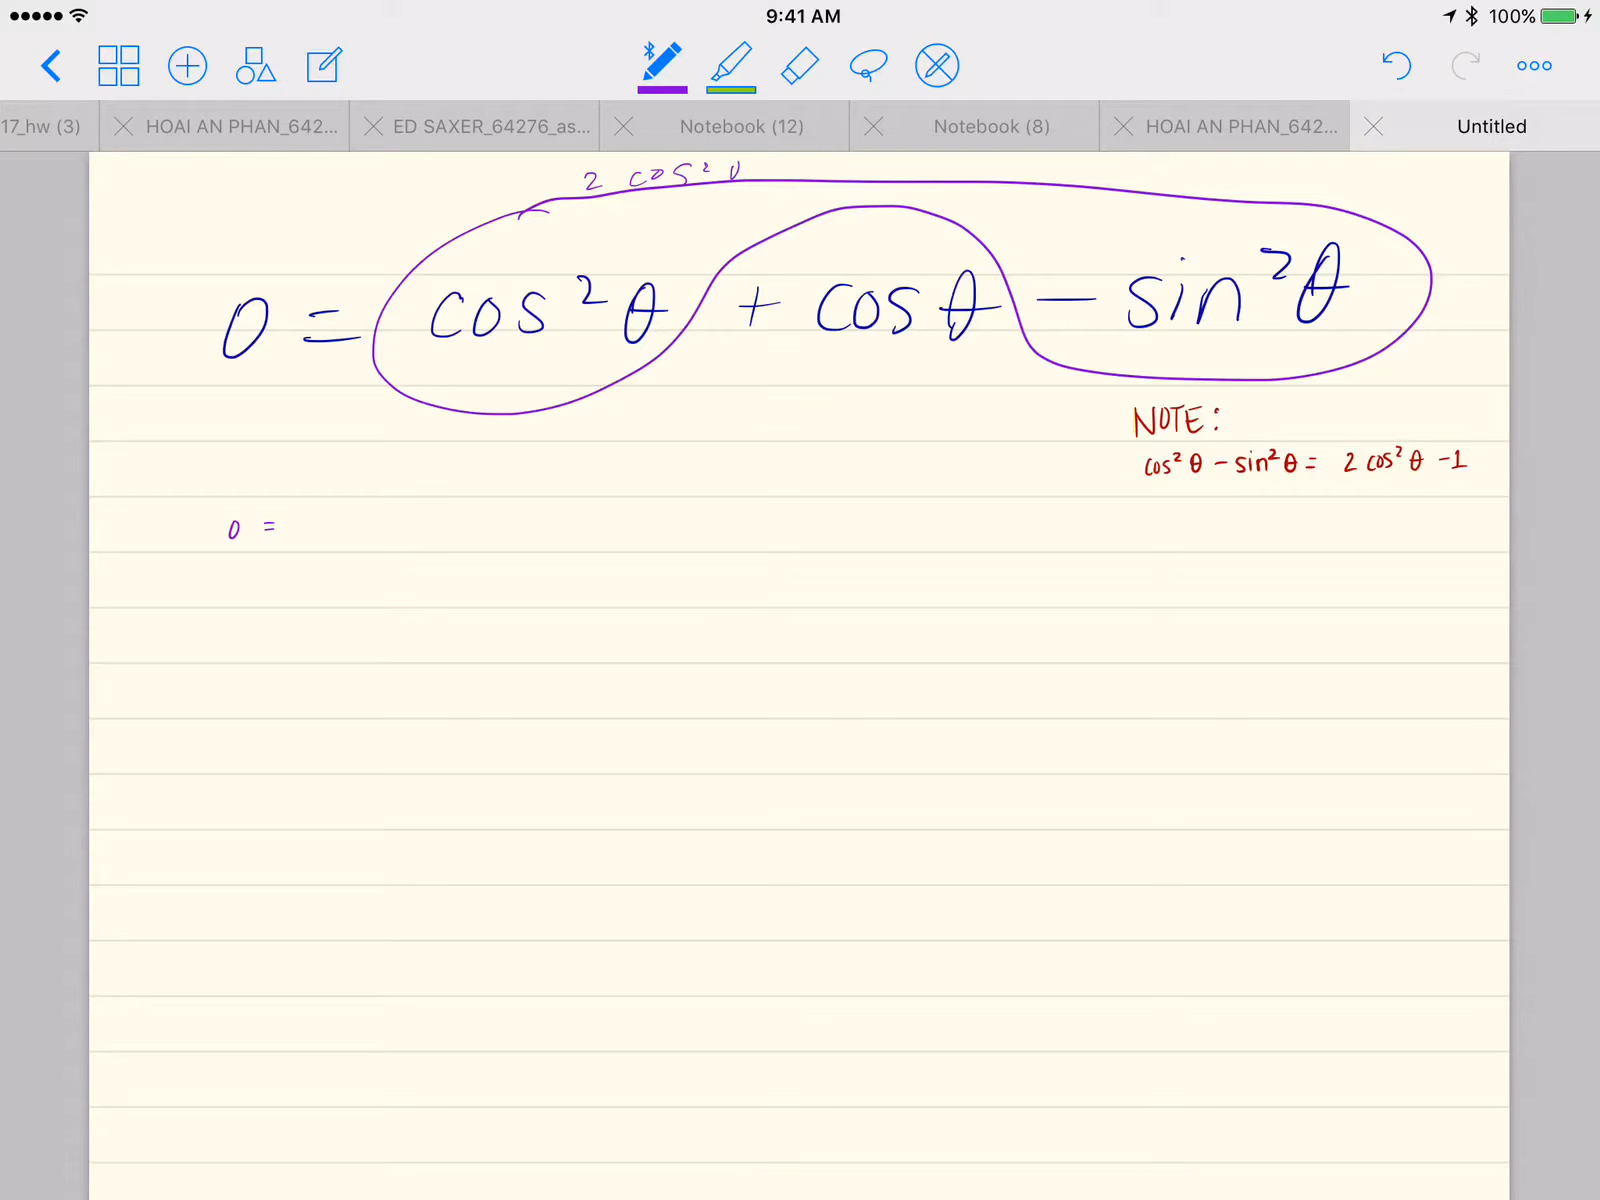 9:41 AM
100%
17_hw (3)
HOAI AN PHAN_642...
ED SAXER_64276_as...
Notebook (12)
Notebook (8)
HOAI AN PHAN_642...
Untitled
2 cos²
0 = cos²θ + cosθ − sin²θ
NOTE:
cos²θ − sin²θ = 2 cos²θ −1
0 =